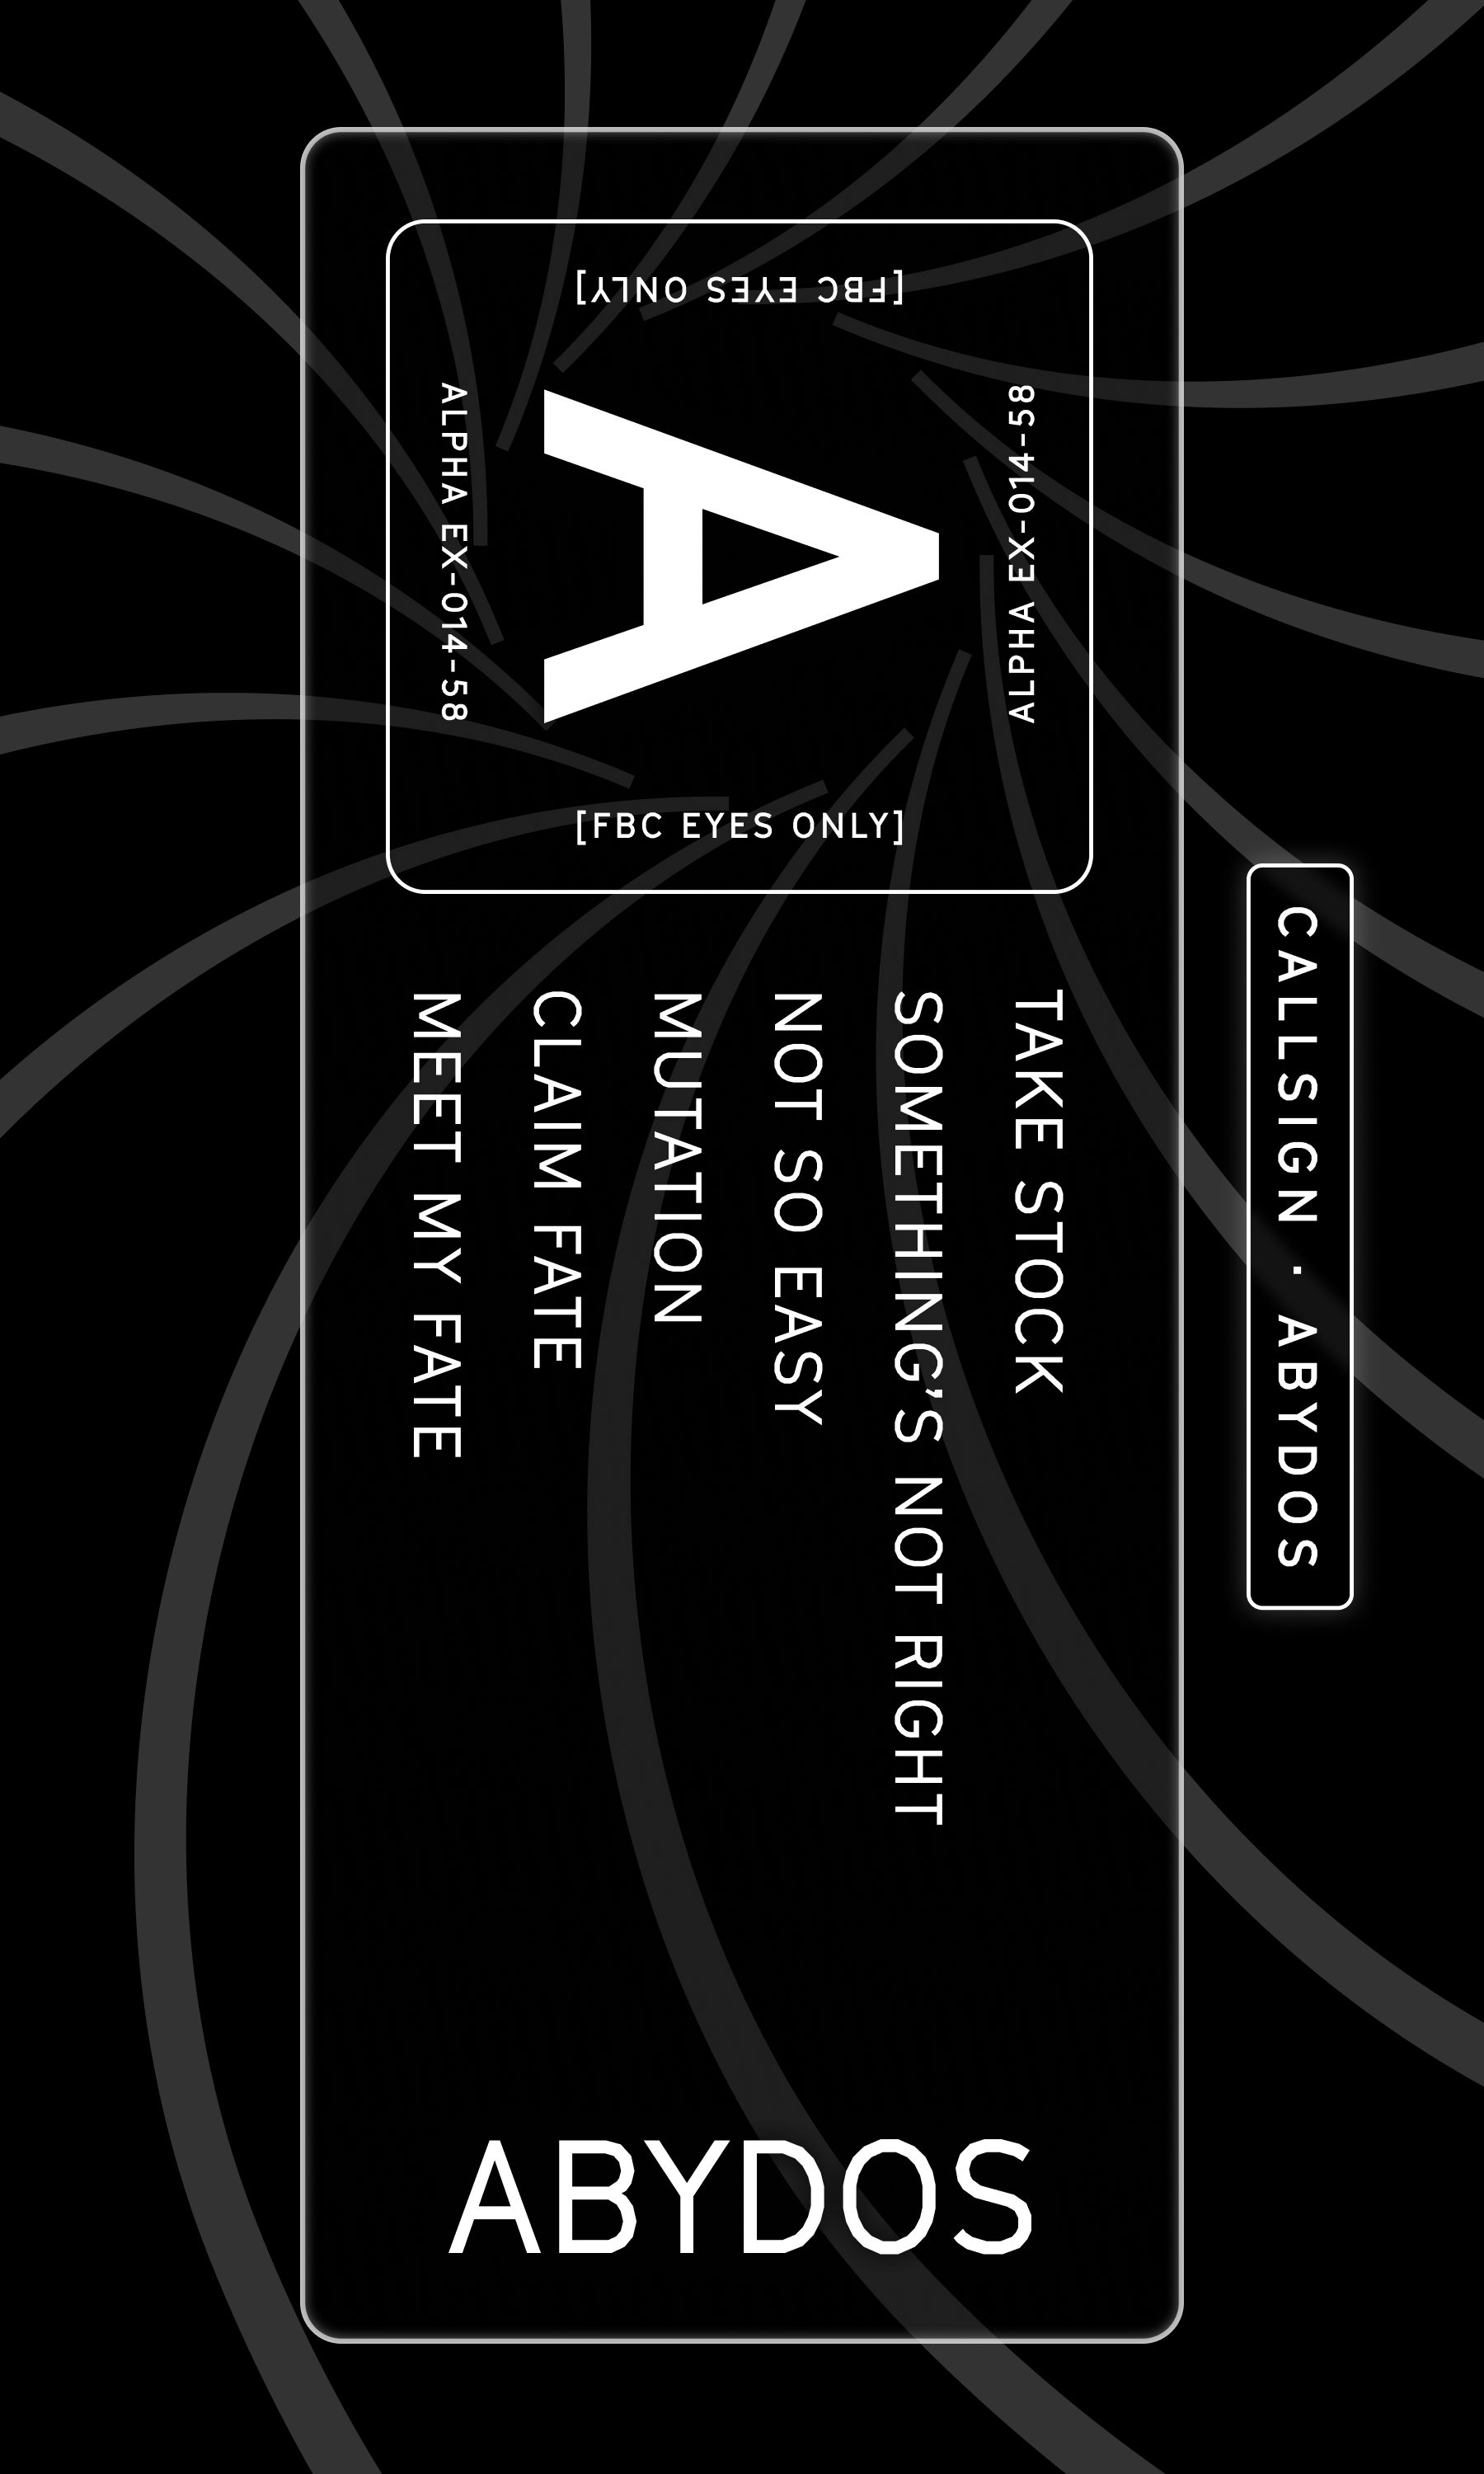 [FBC EYES ONLY]
ALPHA EX-014-58
A
ALPHA EX-014-58
[FBC EYES ONLY]
CALLSIGN · ABYDOS
TAKE STOCK
SOMETHING’S NOT RIGHT
NOT SO EASY
MUTATION
CLAIM FATE
MEET MY FATE
ABYDOS